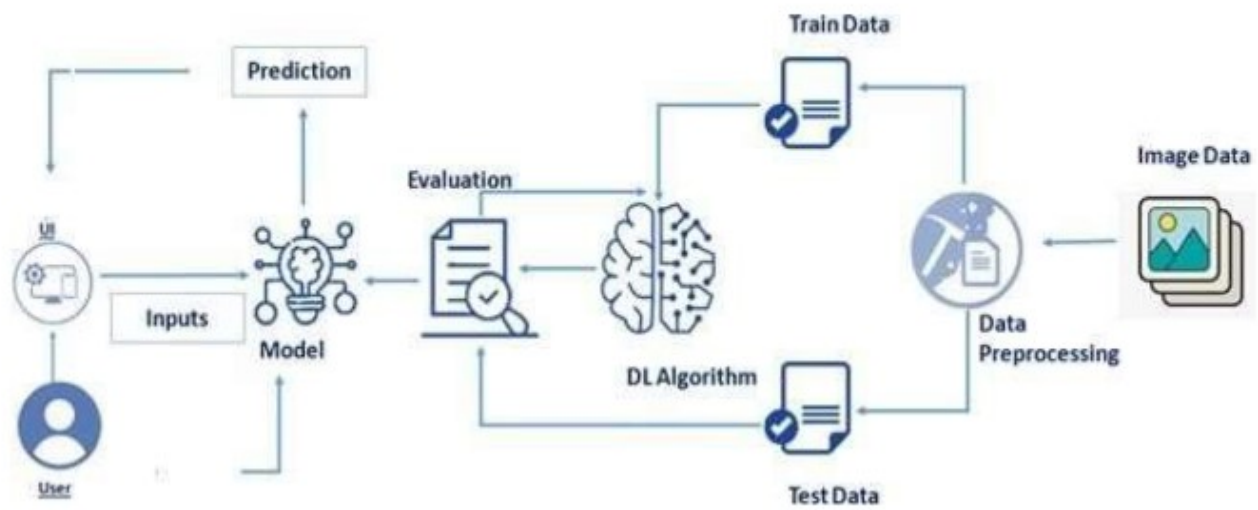 Train Data
Prediction
Image Data
Evaluation
UI
Inputs
Model
Data
Preprocessing
DL Algorithm
User
Test Data